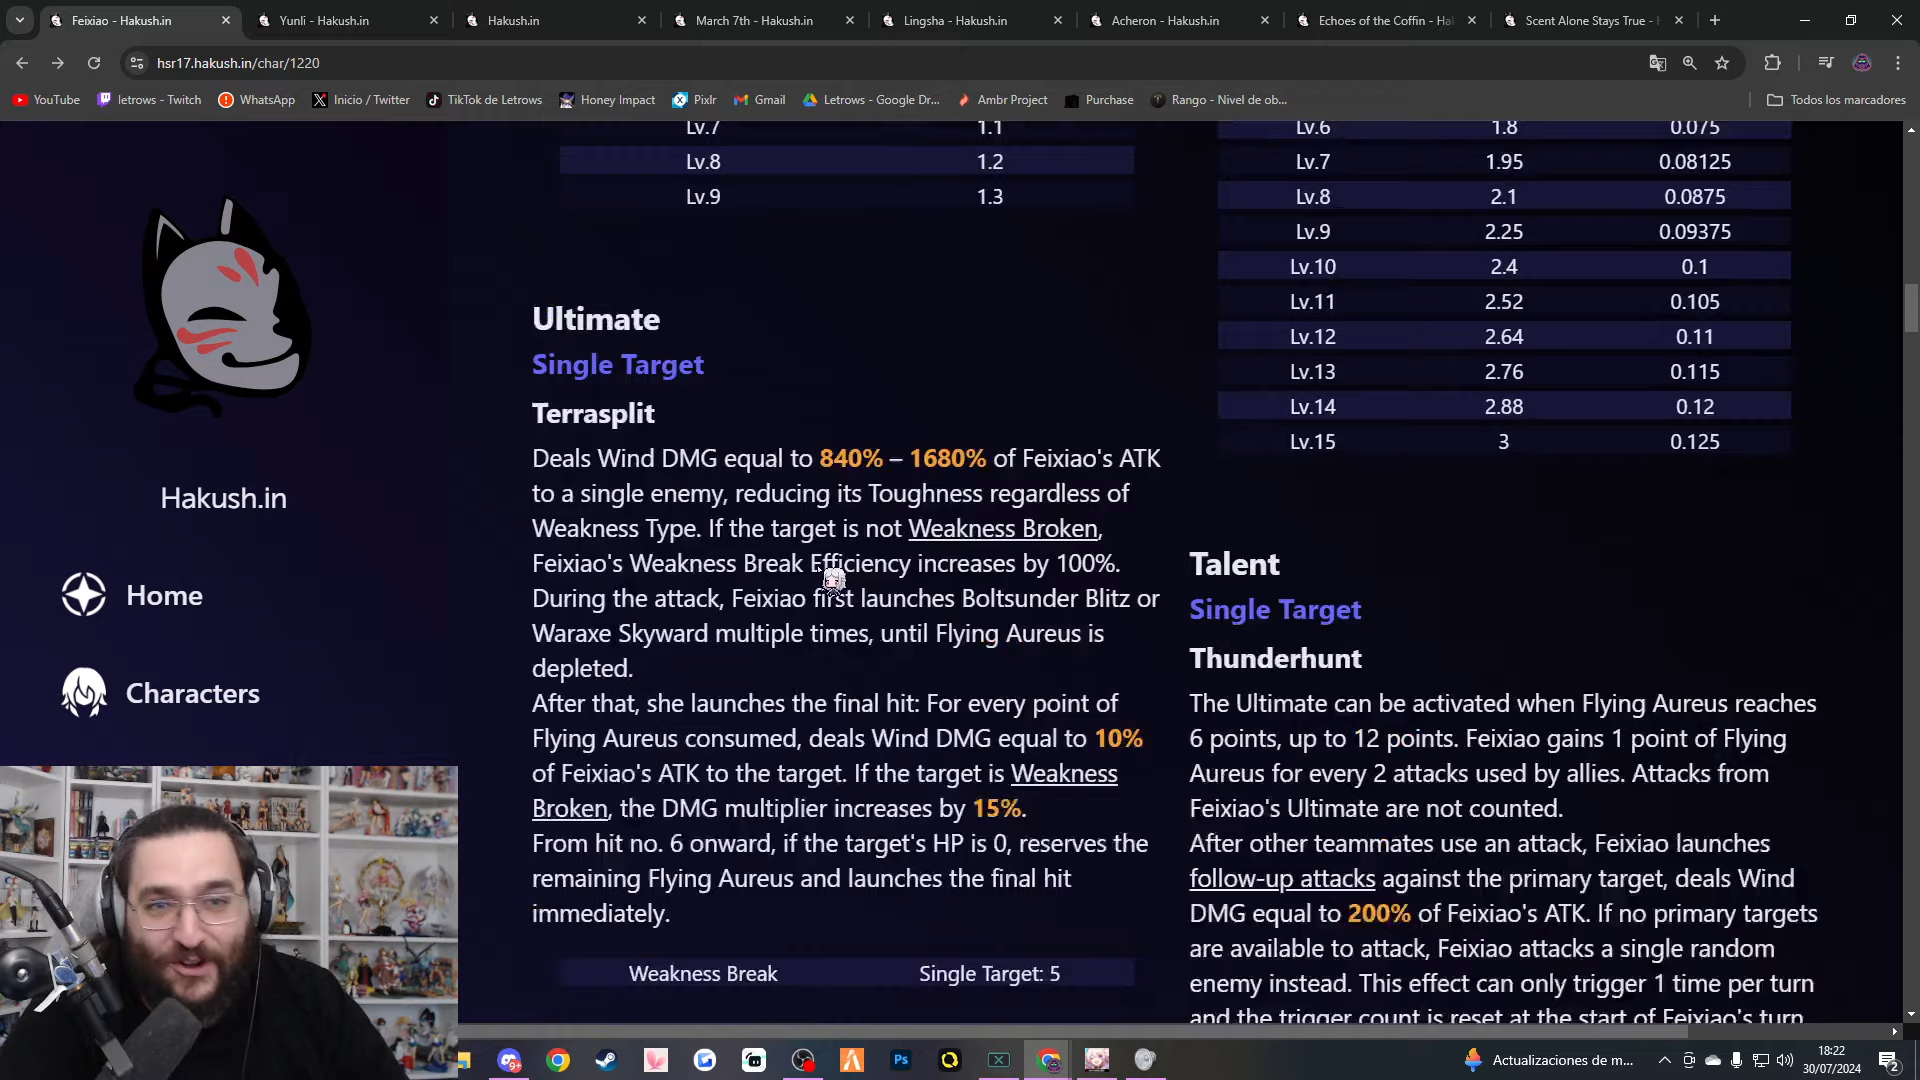 Feixiao - Hakush.in
Yunli - Hakush.in
Hakush.in
March 7th - Hakush.in
Lingsha - Hakush.in
Acheron - Hakush.in
Echoes of the Coffin - Ha
Scent Alone Stays True -
hsr17.hakush.in/char/1220
YouTube
letrows - Twitch
WhatsApp
Inicio / Twitter
TikTok de Letrows
Honey Impact
Pixlr
Gmail
Letrows - Google Dr...
Ambr Project
Purchase
Rango - Nivel de ob...
Todos los marcadores
Hakush.in
Home
Characters
Lv.7 1.1
Lv.8 1.2
Lv.9 1.3
Ultimate
Single Target
Terrasplit
Deals Wind DMG equal to 840% – 1680% of Feixiao's ATK
to a single enemy, reducing its Toughness regardless of
Weakness Type. If the target is not Weakness Broken,
Feixiao's Weakness Break Efficiency increases by 100%.
During the attack, Feixiao first launches Boltsunder Blitz or
Waraxe Skyward multiple times, until Flying Aureus is
depleted.
After that, she launches the final hit: For every point of
Flying Aureus consumed, deals Wind DMG equal to 10%
of Feixiao's ATK to the target. If the target is Weakness
Broken, the DMG multiplier increases by 15%.
From hit no. 6 onward, if the target's HP is 0, reserves the
remaining Flying Aureus and launches the final hit
immediately.
Weakness Break Single Target: 5
Lv.6 1.8 0.075
Lv.7 1.95 0.08125
Lv.8 2.1 0.0875
Lv.9 2.25 0.09375
Lv.10 2.4 0.1
Lv.11 2.52 0.105
Lv.12 2.64 0.11
Lv.13 2.76 0.115
Lv.14 2.88 0.12
Lv.15 3 0.125
Talent
Single Target
Thunderhunt
The Ultimate can be activated when Flying Aureus reaches
6 points, up to 12 points. Feixiao gains 1 point of Flying
Aureus for every 2 attacks used by allies. Attacks from
Feixiao's Ultimate are not counted.
After other teammates use an attack, Feixiao launches
follow-up attacks against the primary target, deals Wind
DMG equal to 200% of Feixiao's ATK. If no primary targets
are available to attack, Feixiao attacks a single random
enemy instead. This effect can only trigger 1 time per turn
and the trigger count is reset at the start of Feixiao's turn.
9+
Ps
Actualizaciones de m...
18:22
30/07/2024
2